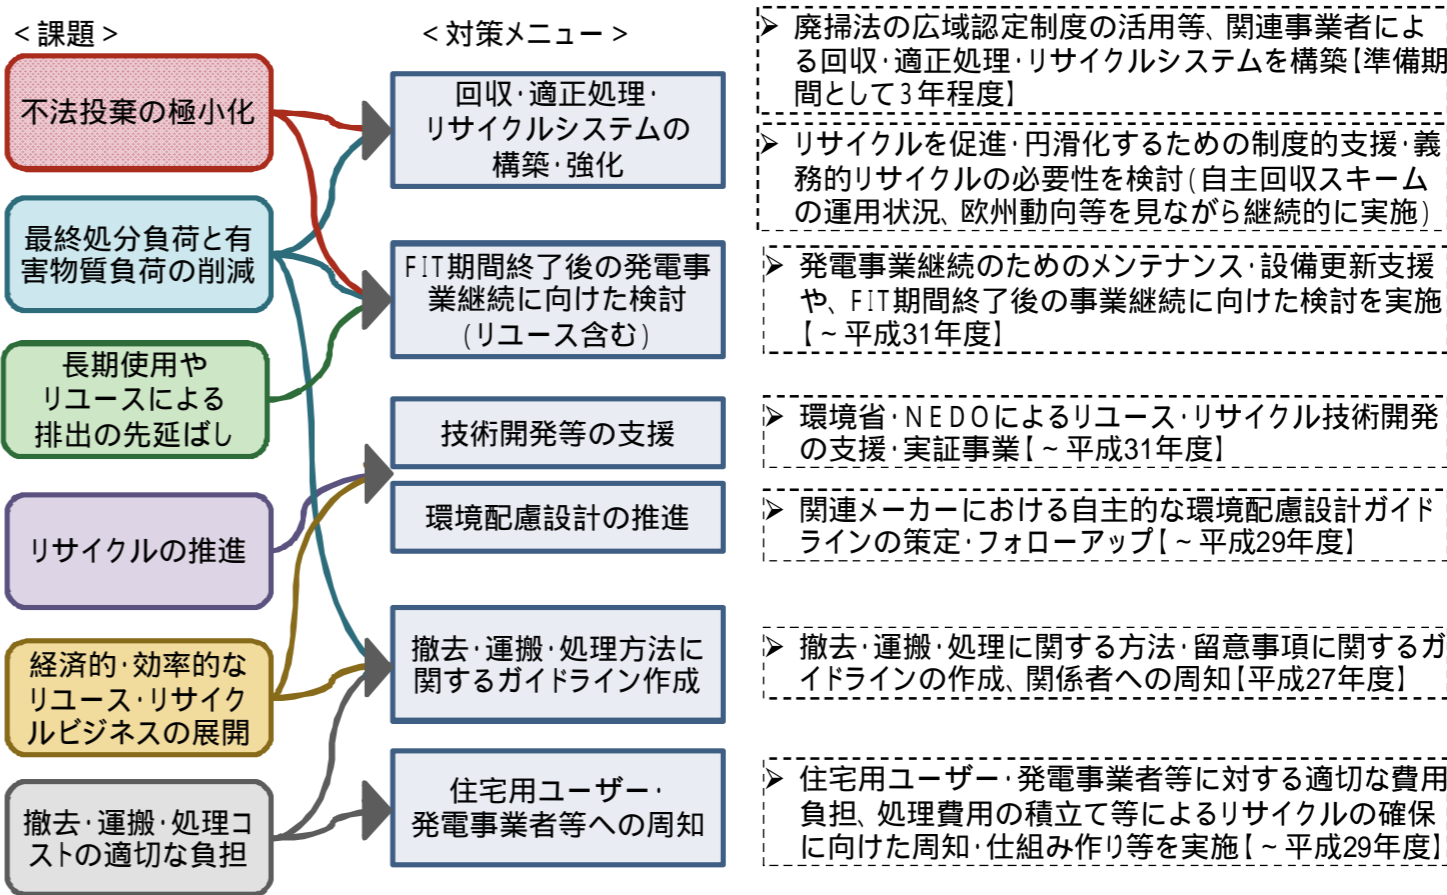 <課題>
<対策メニュー>
不法投棄の極小化
最終処分負荷と有
害物質負荷の削減
長期使用や
リユースによる
排出の先延ばし
リサイクルの推進
経済的・効率的な
リユース・リサイク
ルビジネスの展開
撤去・運搬・処理コ
ストの適切な負担
回収・適正処理・
リサイクルシステムの
構築・強化
FIT期間終了後の発電事
業継続に向けた検討
(リユース含む)
技術開発等の支援
環境配慮設計の推進
撤去・運搬・処理方法に
関するガイドライン作成
住宅用ユーザー・
発電事業者等への周知
➢ 廃掃法の広域認定制度の活用等、関連事業者によ
る回収・適正処理・リサイクルシステムを構築【準備期
間として3年程度】
➢ リサイクルを促進・円滑化するための制度的支援・義
務的リサイクルの必要性を検討(自主回収スキーム
の運用状況、欧州動向等を見ながら継続的に実施)
➢ 発電事業継続のためのメンテナンス・設備更新支援
や、FIT期間終了後の事業継続に向けた検討を実施
【~平成31年度】
➢ 環境省・NEDOによるリユース・リサイクル技術開発
の支援・実証事業【~平成31年度】
➢ 関連メーカーにおける自主的な環境配慮設計ガイド
ラインの策定・フォローアップ【~平成29年度】
➢ 撤去・運搬・処理に関する方法・留意事項に関するガ
イドラインの作成、関係者への周知【平成27年度】
➢ 住宅用ユーザー・発電事業者等に対する適切な費用
負担、処理費用の積立て等によるリサイクルの確保
に向けた周知・仕組み作り等を実施【~平成29年度】